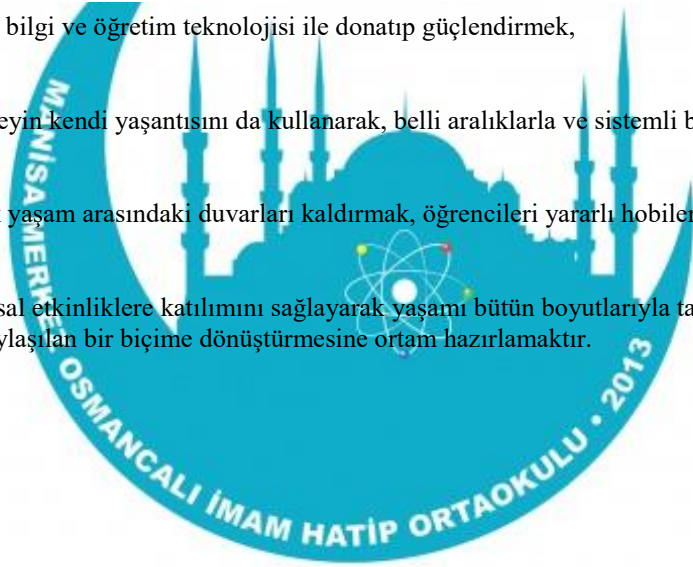 bilgi ve öğretim teknolojisi ile donatıp güçlendirmek,
eyin kendi yaşantısını da kullanarak, belli aralıklarla ve sistemli b
yaşam arasındaki duvarları kaldırmak, öğrencileri yararlı hobiler
sal etkinliklere katılımını sağlayarak yaşamı bütün boyutlarıyla ta
ylaşılan bir biçime dönüştürmesine ortam hazırlamaktır.
MANİSA MERKEZ OSMANCALI İMAM HATİP ORTAOKULU • 2013